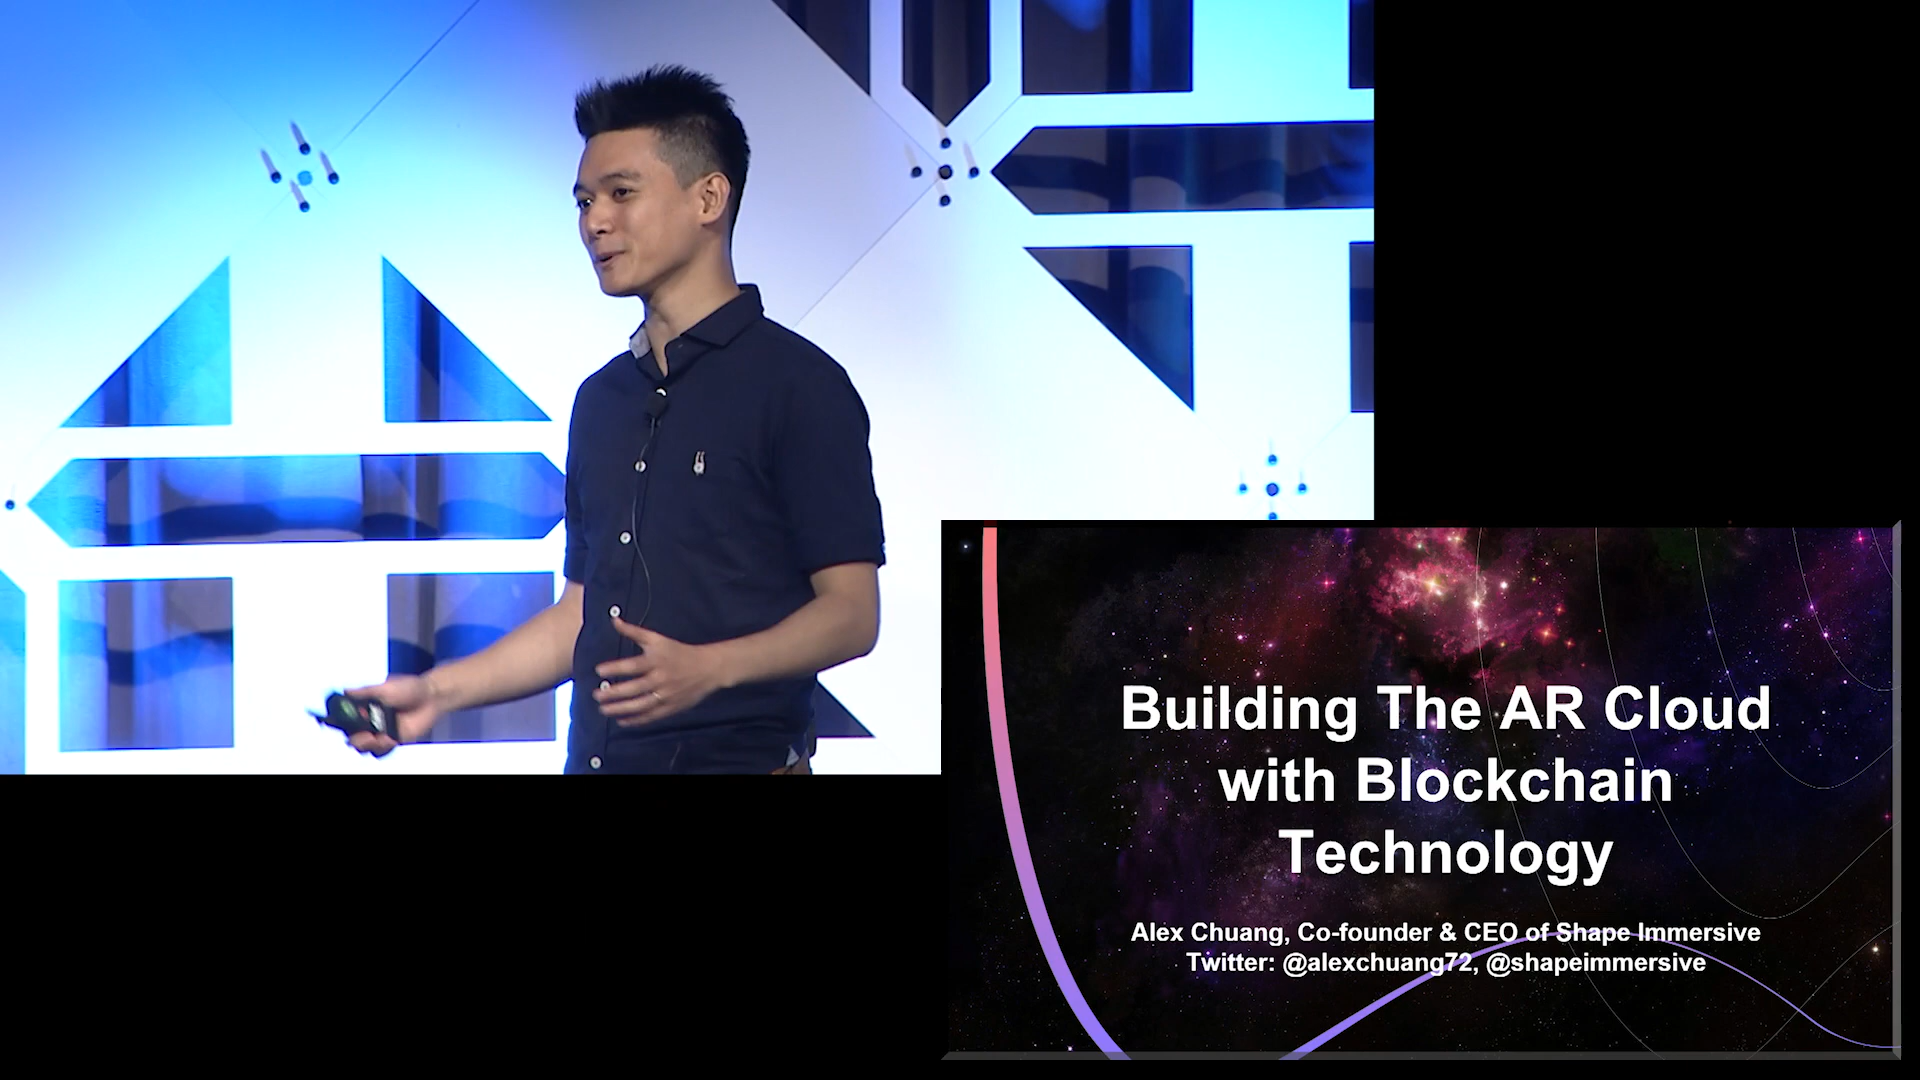 Building The AR Cloud
with Blockchain
Technology
Alex Chuang, Co-founder & CEO of Shape Immersive
Twitter: @alexchuang72, @shapeimmersive